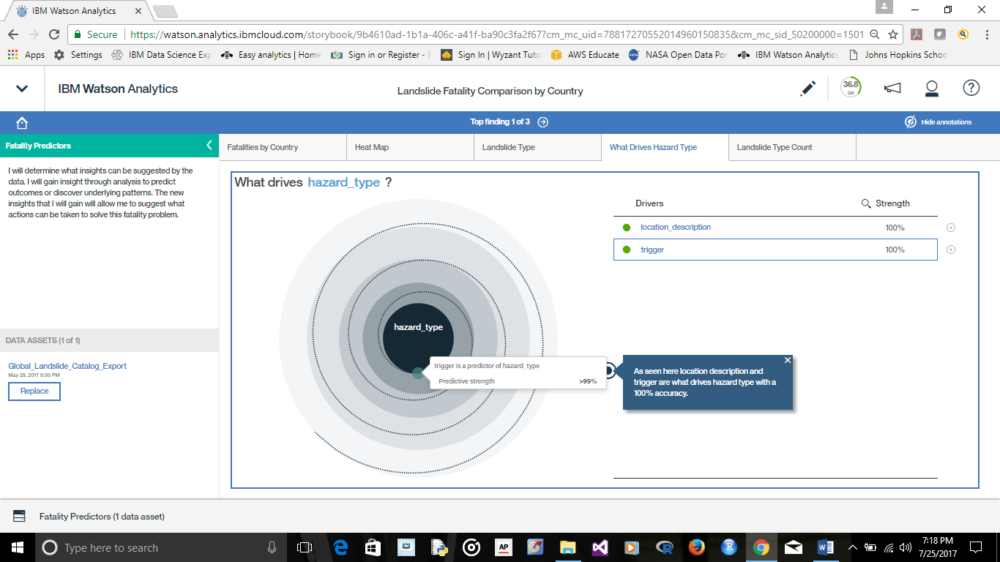 IBM Watson Analytics
Secure
https://watson.analytics.ibmcloud.com/storybook/9b4610ad-1b1a-406c-a41f-ba90c3fa2f67?cm_mc_uid=78817270552014960150835&cm_mc_sid_50200000=1501
Apps
Settings
IBM Data Science Exp
Easy analytics | Home
Sign in or Register - E
Sign In | Wyzant Tuto
AWS Educate
NASA Open Data Por
IBM Watson Analytic
Johns Hopkins Schoo
IBM Watson Analytics
Landslide Fatality Comparison by Country
36.8
GB
Top finding 1 of 3
Hide annotations
Fatality Predictors
Fatalities by Country
Heat Map
Landslide Type
What Drives Hazard Type
Landslide Type Count
I will determine what insights can be suggested by the
data. I will gain insight through analysis to predict
outcomes or discover underlying patterns. The new
insights that I will gain will allow me to suggest what
actions can be taken to solve this fatality problem.
DATA ASSETS (1 of 1)
Global_Landslide_Catalog_Export
May 28, 2017 8:00 PM
Replace
What drives hazard_type ?
hazard_type
trigger is a predictor of hazard_type
Predictive strength >99%
Drivers Strength
location_description 100%
trigger 100%
As seen here location description and
trigger are what drives hazard type with a
100% accuracy.
Fatality Predictors (1 data asset)
Type here to search
AP
7:18 PM
7/25/2017